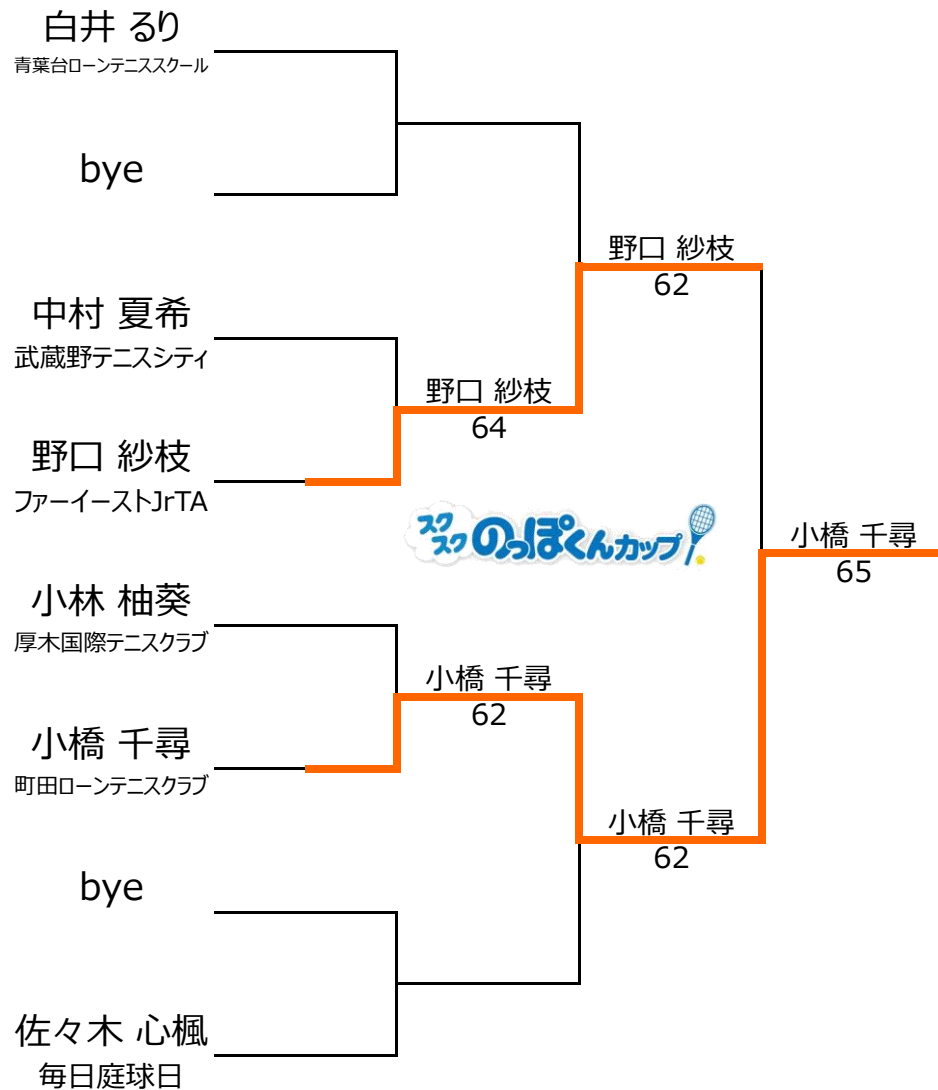 白井 るり
青葉台ローンテニススクール
bye
中村 夏希
武蔵野テニスシティ
野口 紗枝
ファーイーストJrTA
小林 柚葵
厚木国際テニスクラブ
小橋 千尋
町田ローンテニスクラブ
bye
佐々木 心楓
毎日庭球日
野口 紗枝
64
小橋 千尋
62
野口 紗枝
62
小橋 千尋
62
スクスクのっぽくんカップ
小橋 千尋
65